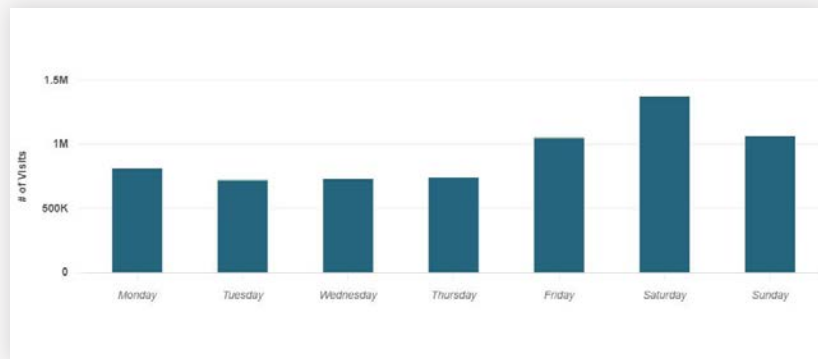 1.5M
1M
500K
0
# of Visits
Monday Tuesday Wednesday Thursday Friday Saturday Sunday